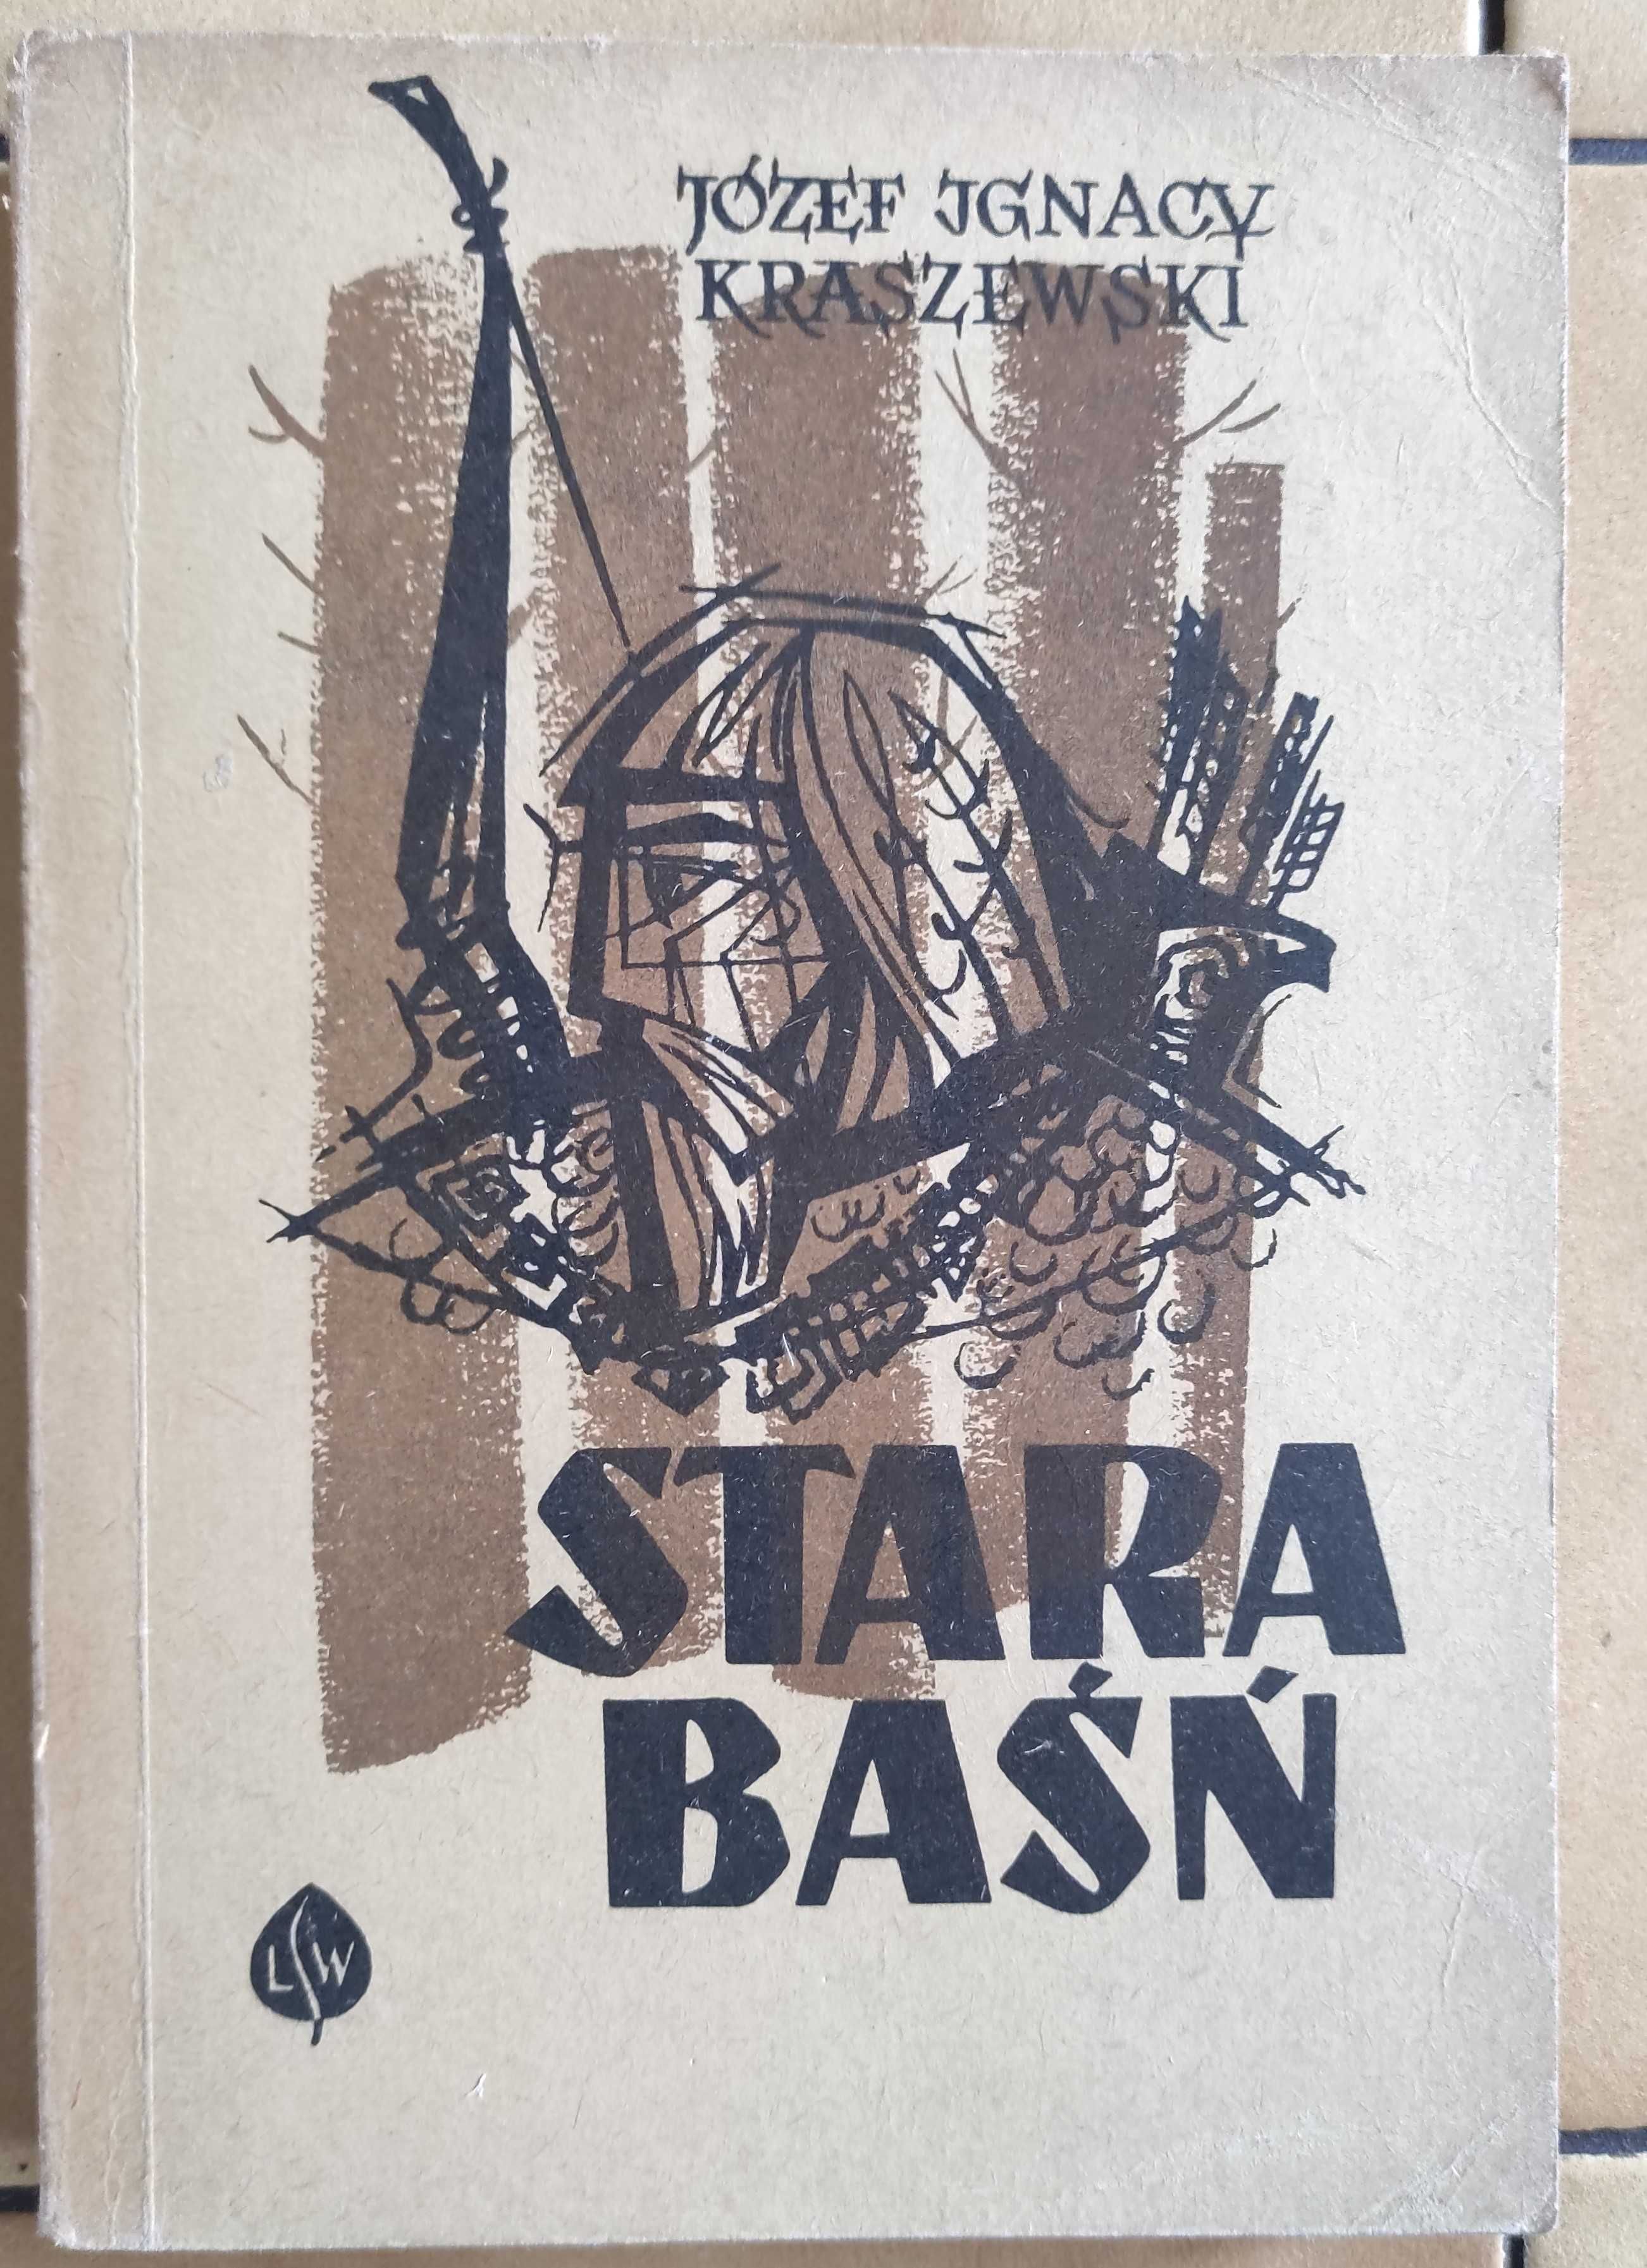 JÓZEF IGNACY
KRASZEWSKI
STARA
BAŚŃ
LSW